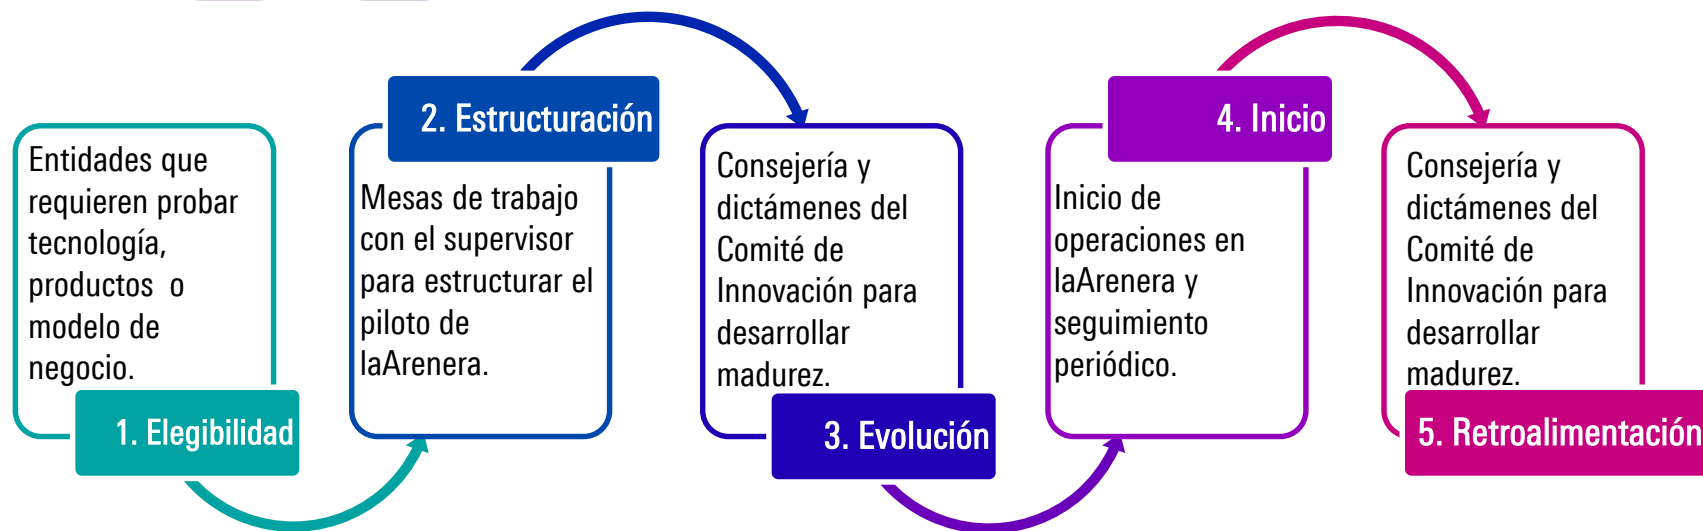 Entidades que
requieren probar
tecnología,
productos o
modelo de
negocio.
1. Elegibilidad
2. Estructuración
Mesas de trabajo
con el supervisor
para estructurar el
piloto de
laArenera.
Consejería y
dictámenes del
Comité de
Innovación para
desarrollar
madurez.
3. Evolución
4. Inicio
Inicio de
operaciones en
laArenera y
seguimiento
periódico.
Consejería y
dictámenes del
Comité de
Innovación para
desarrollar
madurez.
5. Retroalimentación